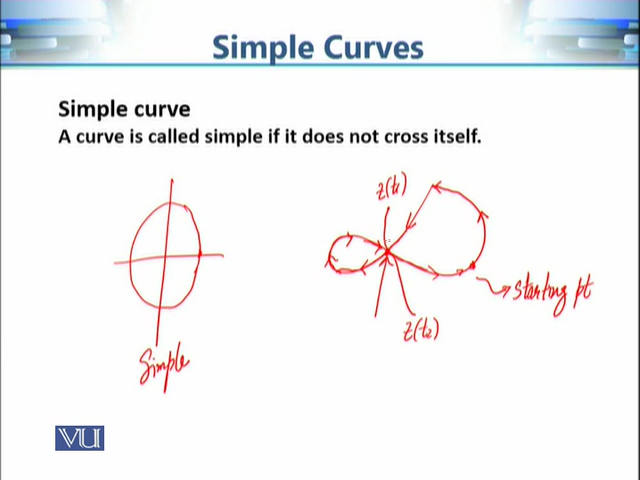 Simple Curves
Simple curve
A curve is called simple if it does not cross itself.
z(t₁)
starting pt
z(t₂)
Simple
VU